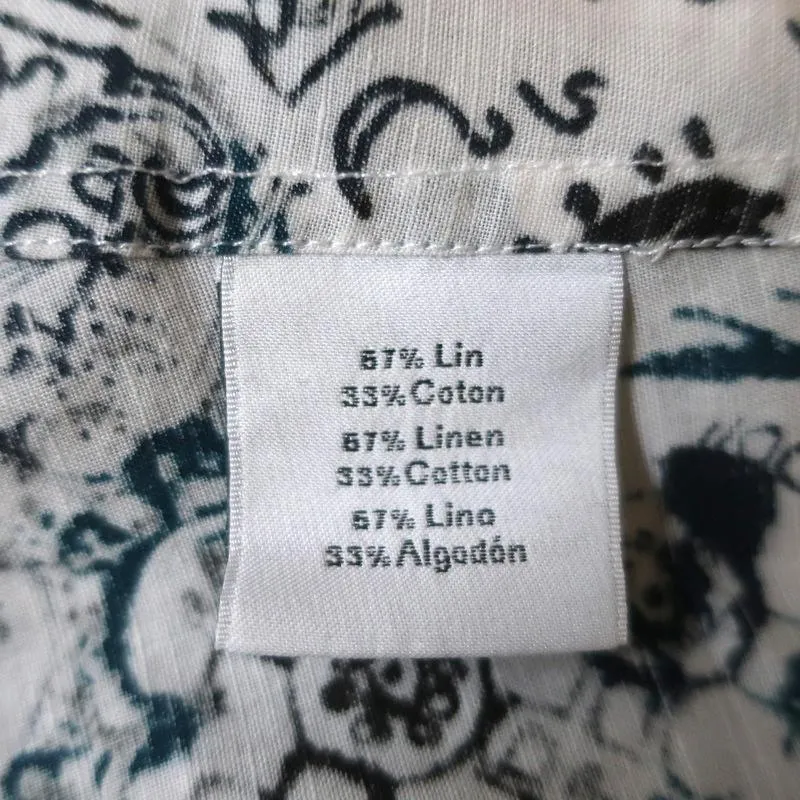 67% Lin
33% Coton
67% Linen
33% Cotton
67% Lino
33% Algodón